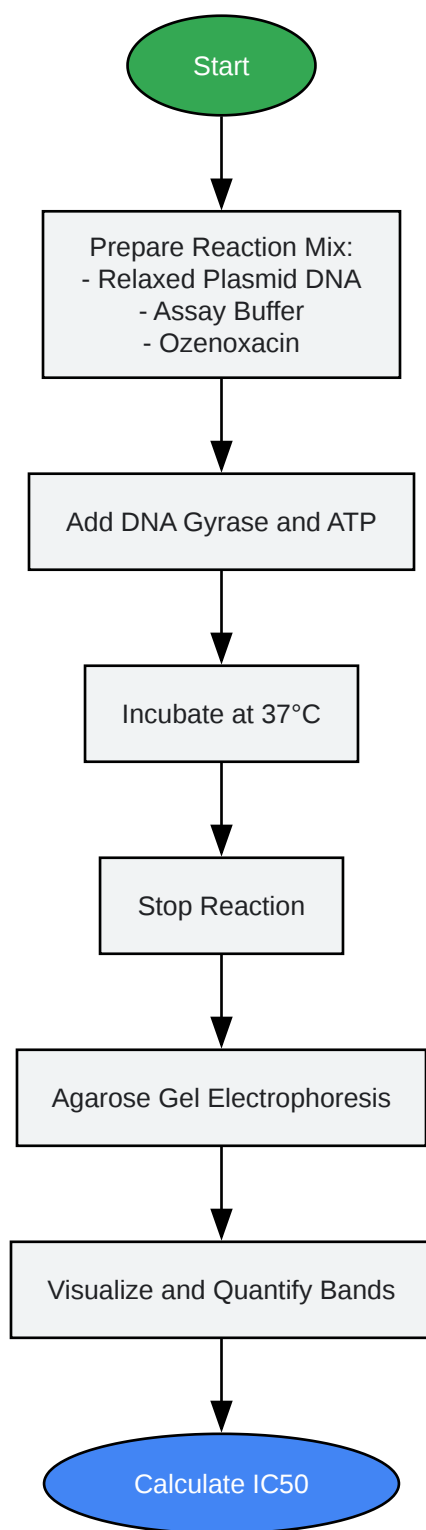 Start
Prepare Reaction Mix:
- Relaxed Plasmid DNA
- Assay Buffer
- Ozenoxacin
Add DNA Gyrase and ATP
Incubate at 37°C
Stop Reaction
Agarose Gel Electrophoresis
Visualize and Quantify Bands
Calculate IC50